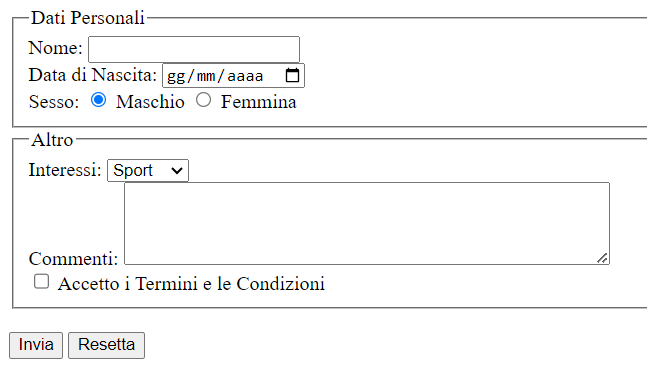 Dati Personali
Nome:
Data di Nascita: gg/mm/aaaa
Sesso: Maschio Femmina
Altro
Interessi: Sport
Commenti:
Accetto i Termini e le Condizioni
Invia Resetta